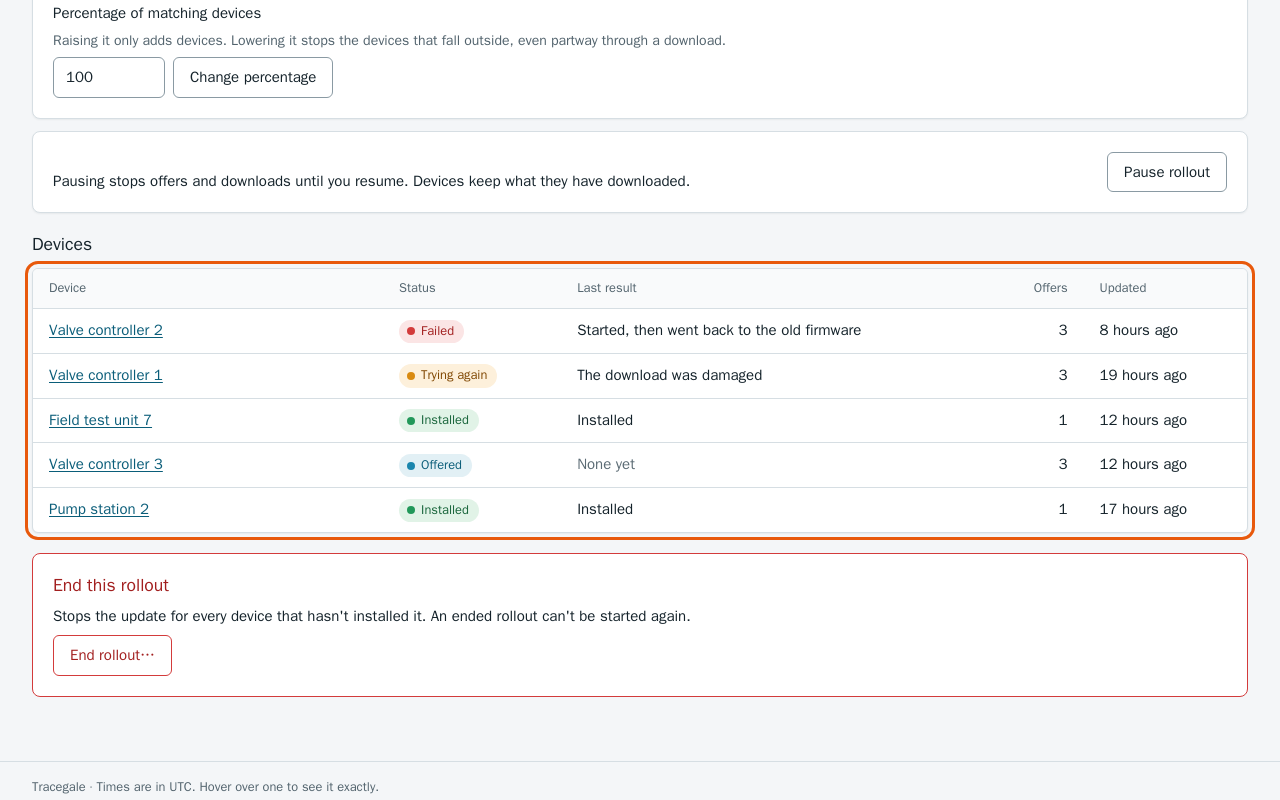 Percentage of matching devices
Raising it only adds devices. Lowering it stops the devices that fall outside, even partway through a download.
100 Change percentage
Pausing stops offers and downloads until you resume. Devices keep what they have downloaded. Pause rollout
Devices
Device Status Last result Offers Updated
Valve controller 2 Failed Started, then went back to the old firmware 3 8 hours ago
Valve controller 1 Trying again The download was damaged 3 19 hours ago
Field test unit 7 Installed Installed 1 12 hours ago
Valve controller 3 Offered None yet 3 12 hours ago
Pump station 2 Installed Installed 1 17 hours ago
End this rollout
Stops the update for every device that hasn't installed it. An ended rollout can't be started again.
End rollout…
Tracegale · Times are in UTC. Hover over one to see it exactly.